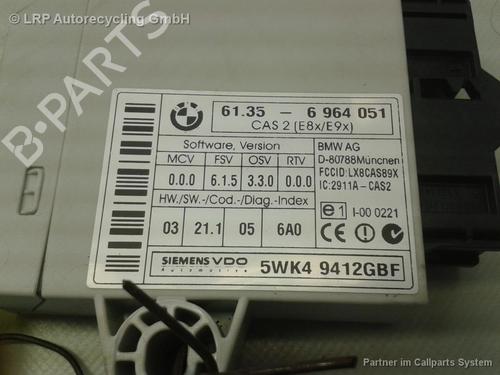 © LRP Autorecycling GmbH
B-PARTS
BMW
61.35 - 6 964 051
CAS 2 (E8x/E9x)
Software, Version
MCV FSV OSV RTV
0.0.0 6.1.5 3.3.0 0.0.0
HW./SW.-/Cod.-/Diag.-Index
03 21.1 05 6A0
BMW AG
D-80788München
FCCID:LX8CAS89X
IC:2911A-CAS2
e1 I-00 0221
CE
SIEMENS VDO
Automotive
5WK4 9412GBF
Partner im Callparts System